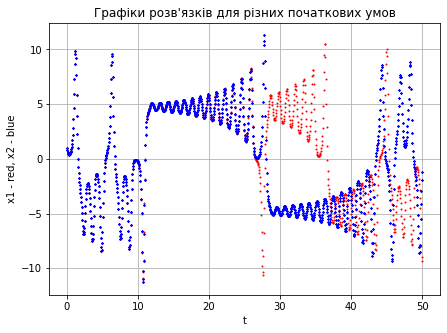 Графіки розв'язків для різних початкових умов
x1 - red, x2 - blue
10
5
0
−5
−10
0 10 20 30 40 50
t